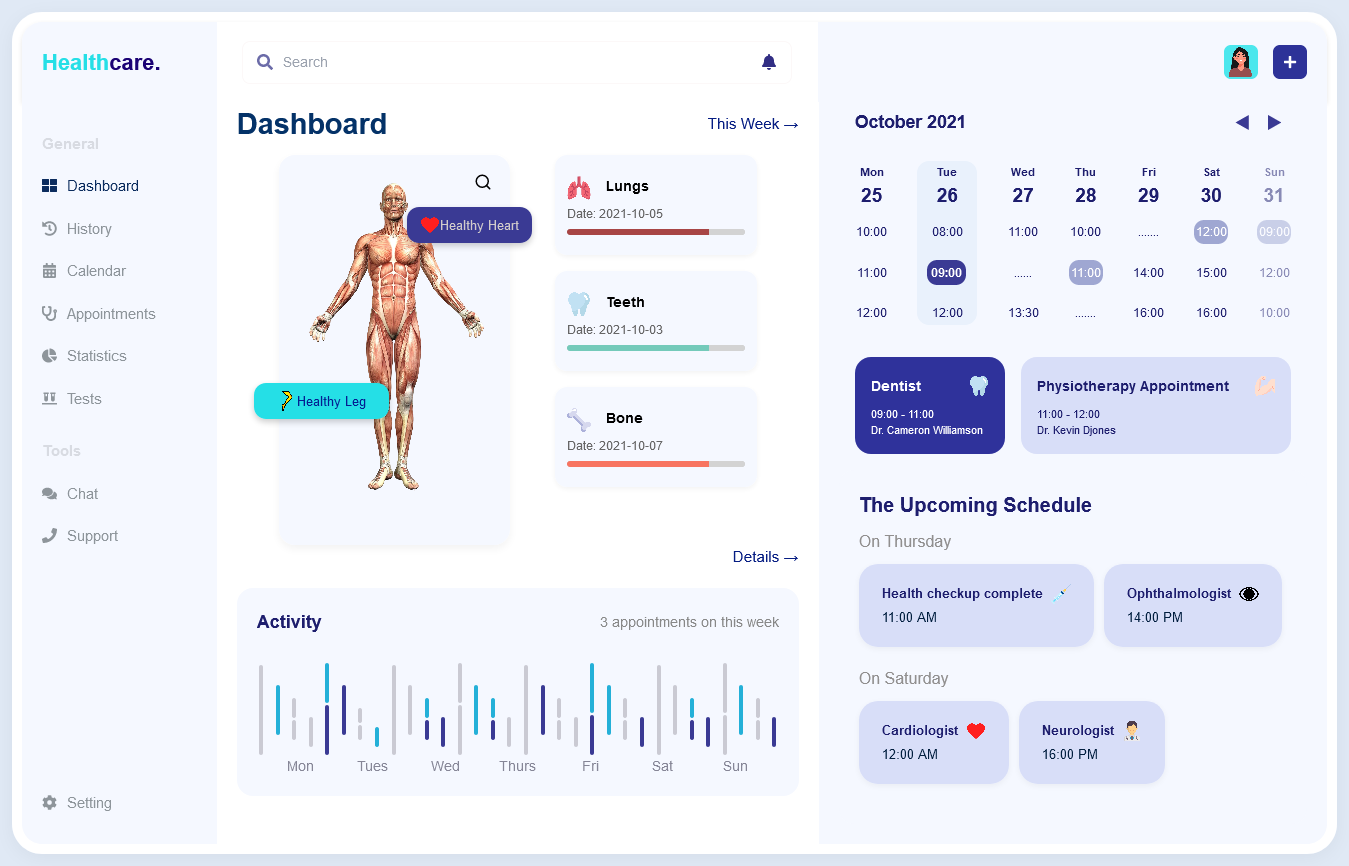 Healthcare.
General
Dashboard
History
Calendar
Appointments
Statistics
Tests
Tools
Chat
Support
Setting
Search
Dashboard
This Week →
Healthy Heart
Healthy Leg
Lungs
Date: 2021-10-05
Teeth
Date: 2021-10-03
Bone
Date: 2021-10-07
Details →
Activity
3 appointments on this week
Mon Tues Wed Thurs Fri Sat Sun
October 2021
Mon Tue Wed Thu Fri Sat Sun
25 26 27 28 29 30 31
10:00 08:00 11:00 10:00 ....... 12:00 09:00
11:00 09:00 ...... 11:00 14:00 15:00 12:00
12:00 12:00 13:30 ....... 16:00 16:00 10:00
Dentist
09:00 - 11:00
Dr. Cameron Williamson
Physiotherapy Appointment
11:00 - 12:00
Dr. Kevin Djones
The Upcoming Schedule
On Thursday
Health checkup complete
11:00 AM
Ophthalmologist
14:00 PM
On Saturday
Cardiologist
12:00 AM
Neurologist
16:00 PM